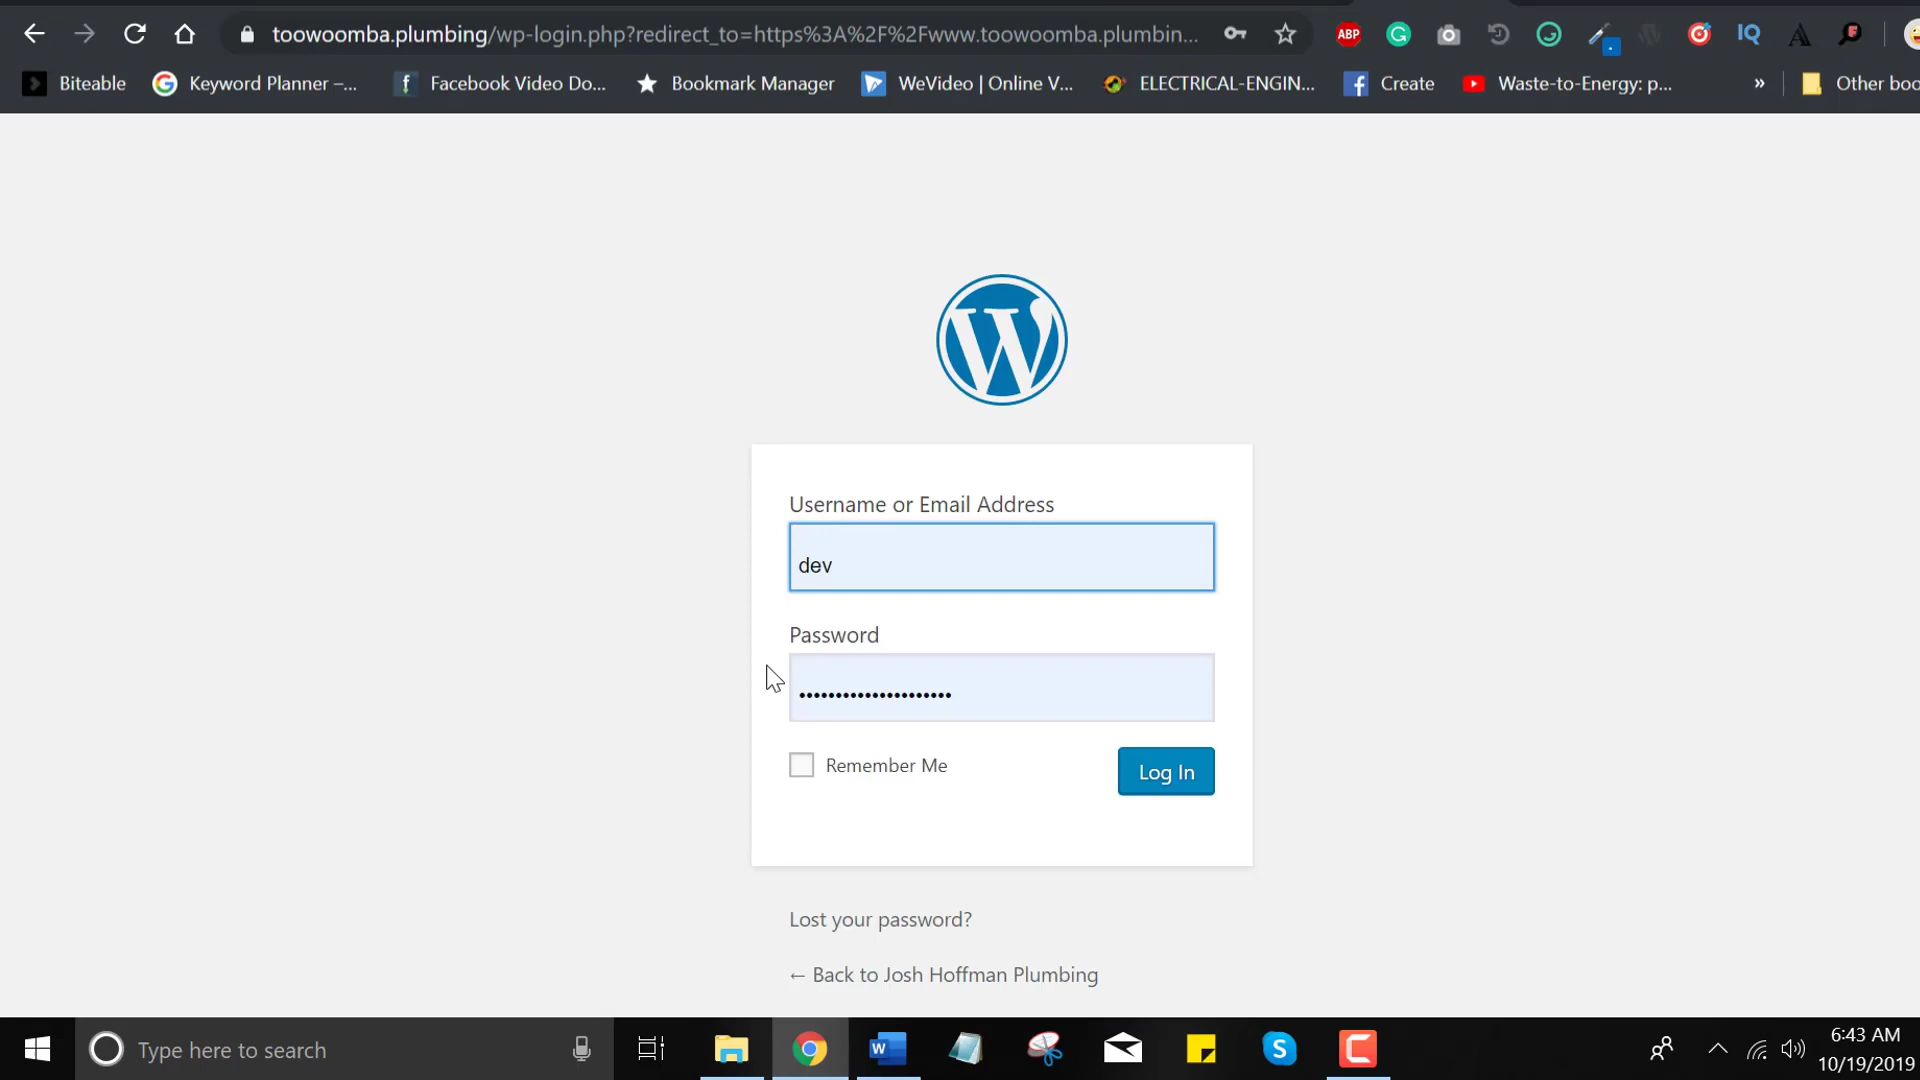 toowoomba.plumbing/wp-login.php?redirect_to=https%3A%2F%2Fwww.toowoomba.plumbin...
ABP
IQ
Biteable
Keyword Planner –...
Facebook Video Do...
Bookmark Manager
WeVideo | Online V...
ELECTRICAL-ENGIN...
Create
Waste-to-Energy: p...
»
Other boo
Username or Email Address
dev
Password
•••••••••••••••••••••
Remember Me
Log In
Lost your password?
← Back to Josh Hoffman Plumbing
Type here to search
6:43 AM
10/19/2019